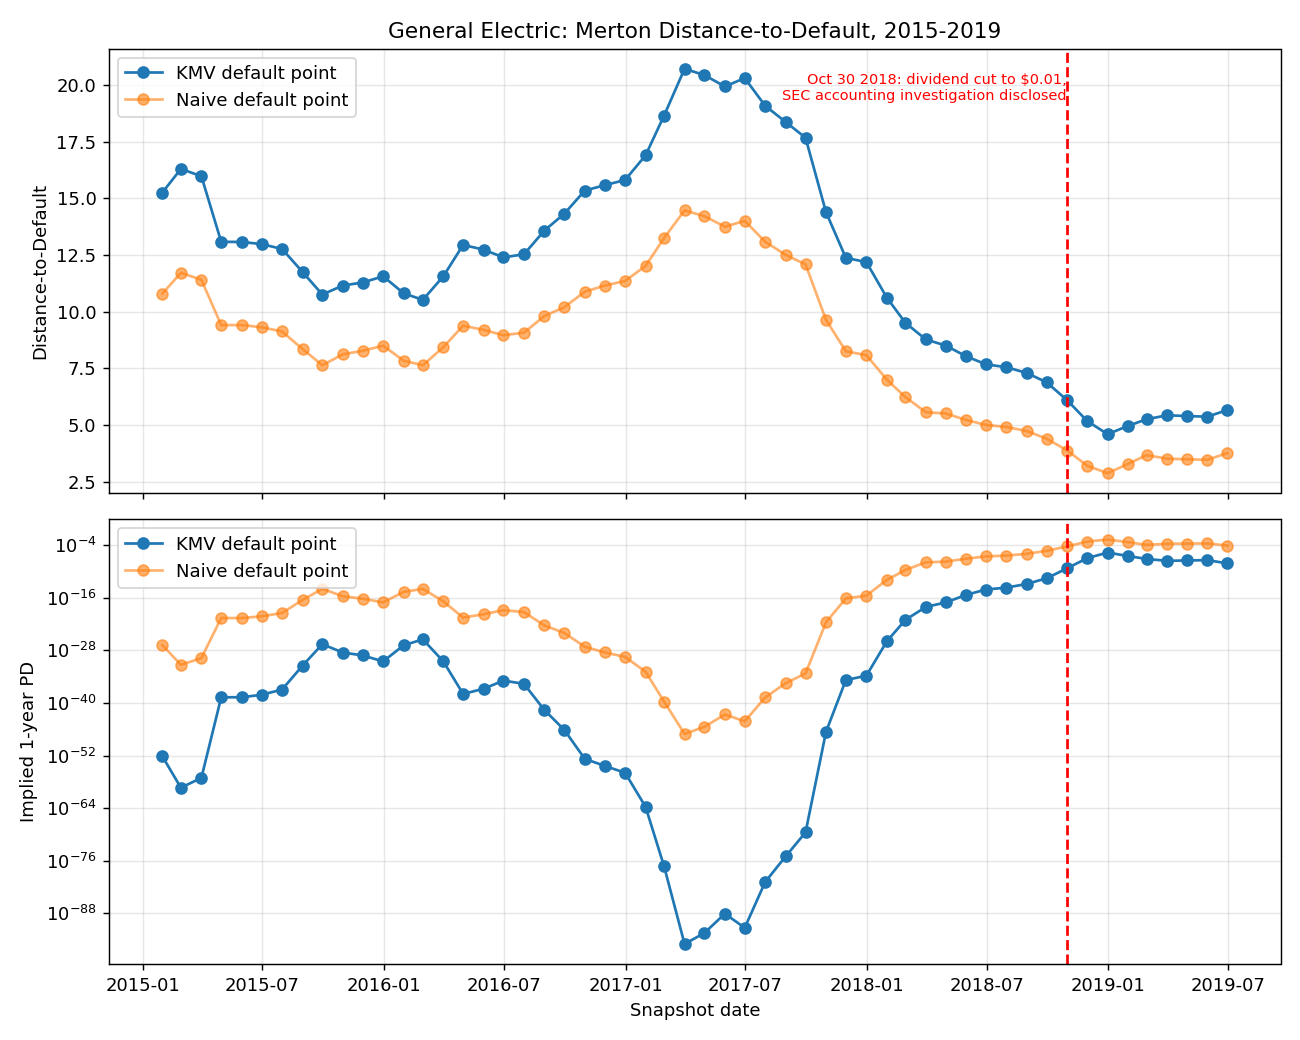 General Electric: Merton Distance-to-Default, 2015-2019
KMV default point
Naive default point
Oct 30 2018: dividend cut to $0.01,
SEC accounting investigation disclosed
Distance-to-Default
20.0
17.5
15.0
12.5
10.0
7.5
5.0
2.5
KMV default point
Naive default point
Implied 1-year PD
10⁻⁴
10⁻¹⁶
10⁻²⁸
10⁻⁴⁰
10⁻⁵²
10⁻⁶⁴
10⁻⁷⁶
10⁻⁸⁸
2015-01 2015-07 2016-01 2016-07 2017-01 2017-07 2018-01 2018-07 2019-01 2019-07
Snapshot date